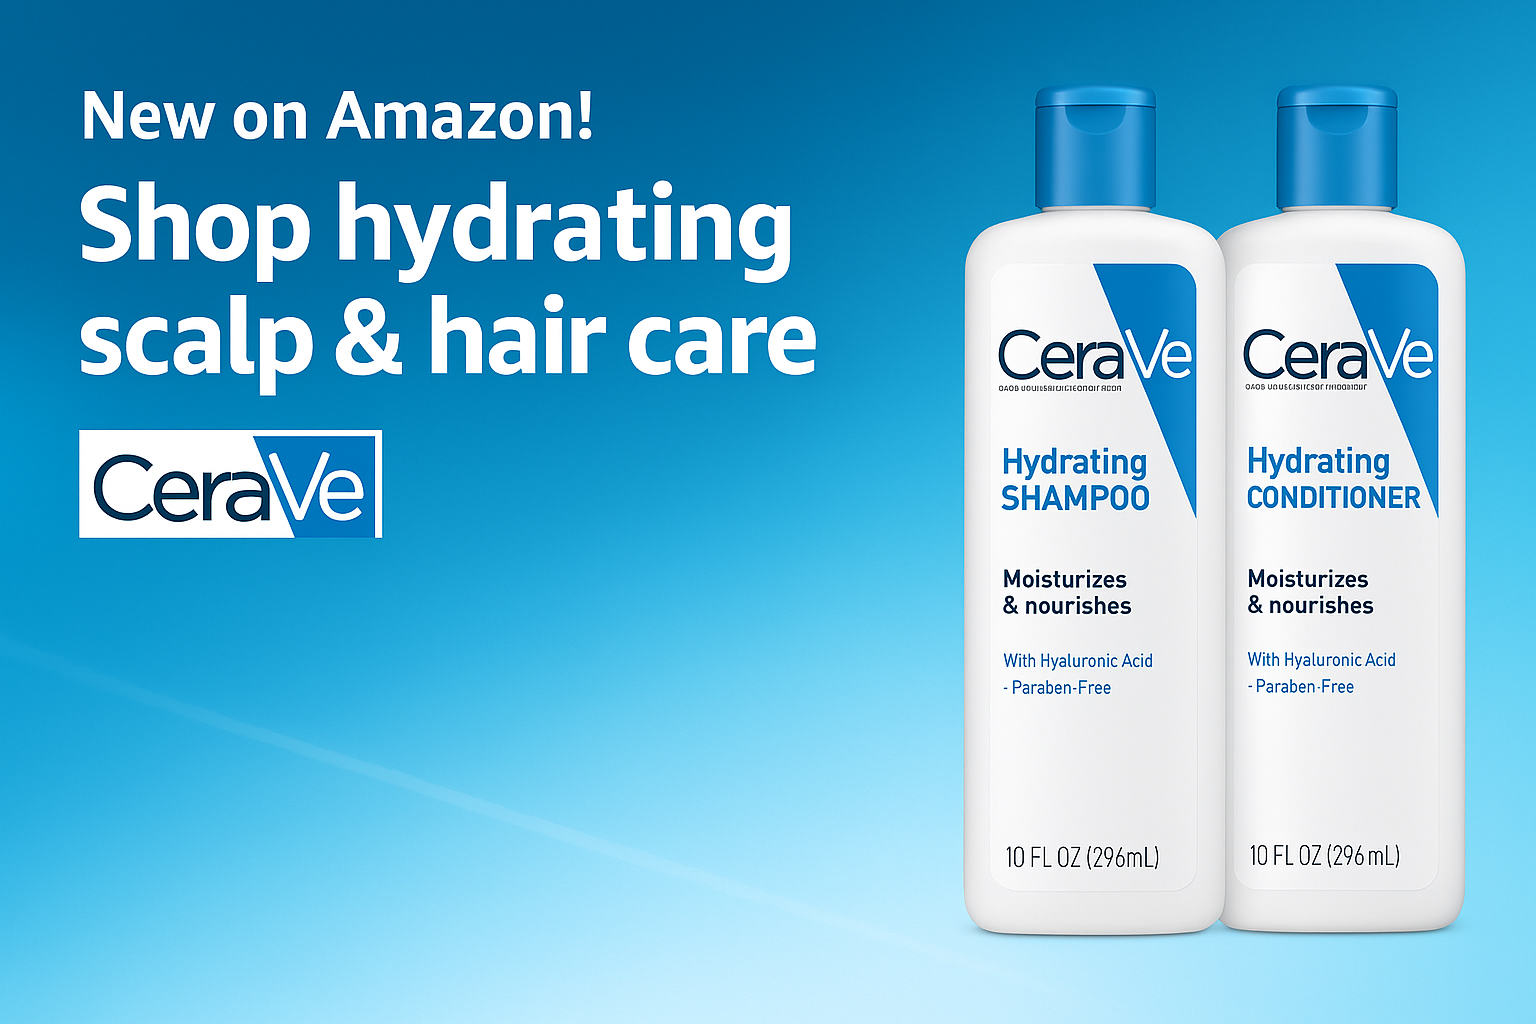 New on Amazon!
Shop hydrating
scalp & hair care
CeraVe
CeraVe
Hydrating
SHAMPOO
Moisturizes
& nourishes
With Hyaluronic Acid
- Paraben-Free
10 FL OZ (296mL)
CeraVe
Hydrating
CONDITIONER
Moisturizes
& nourishes
With Hyaluronic Acid
- Paraben-Free
10 FL OZ (296 mL)